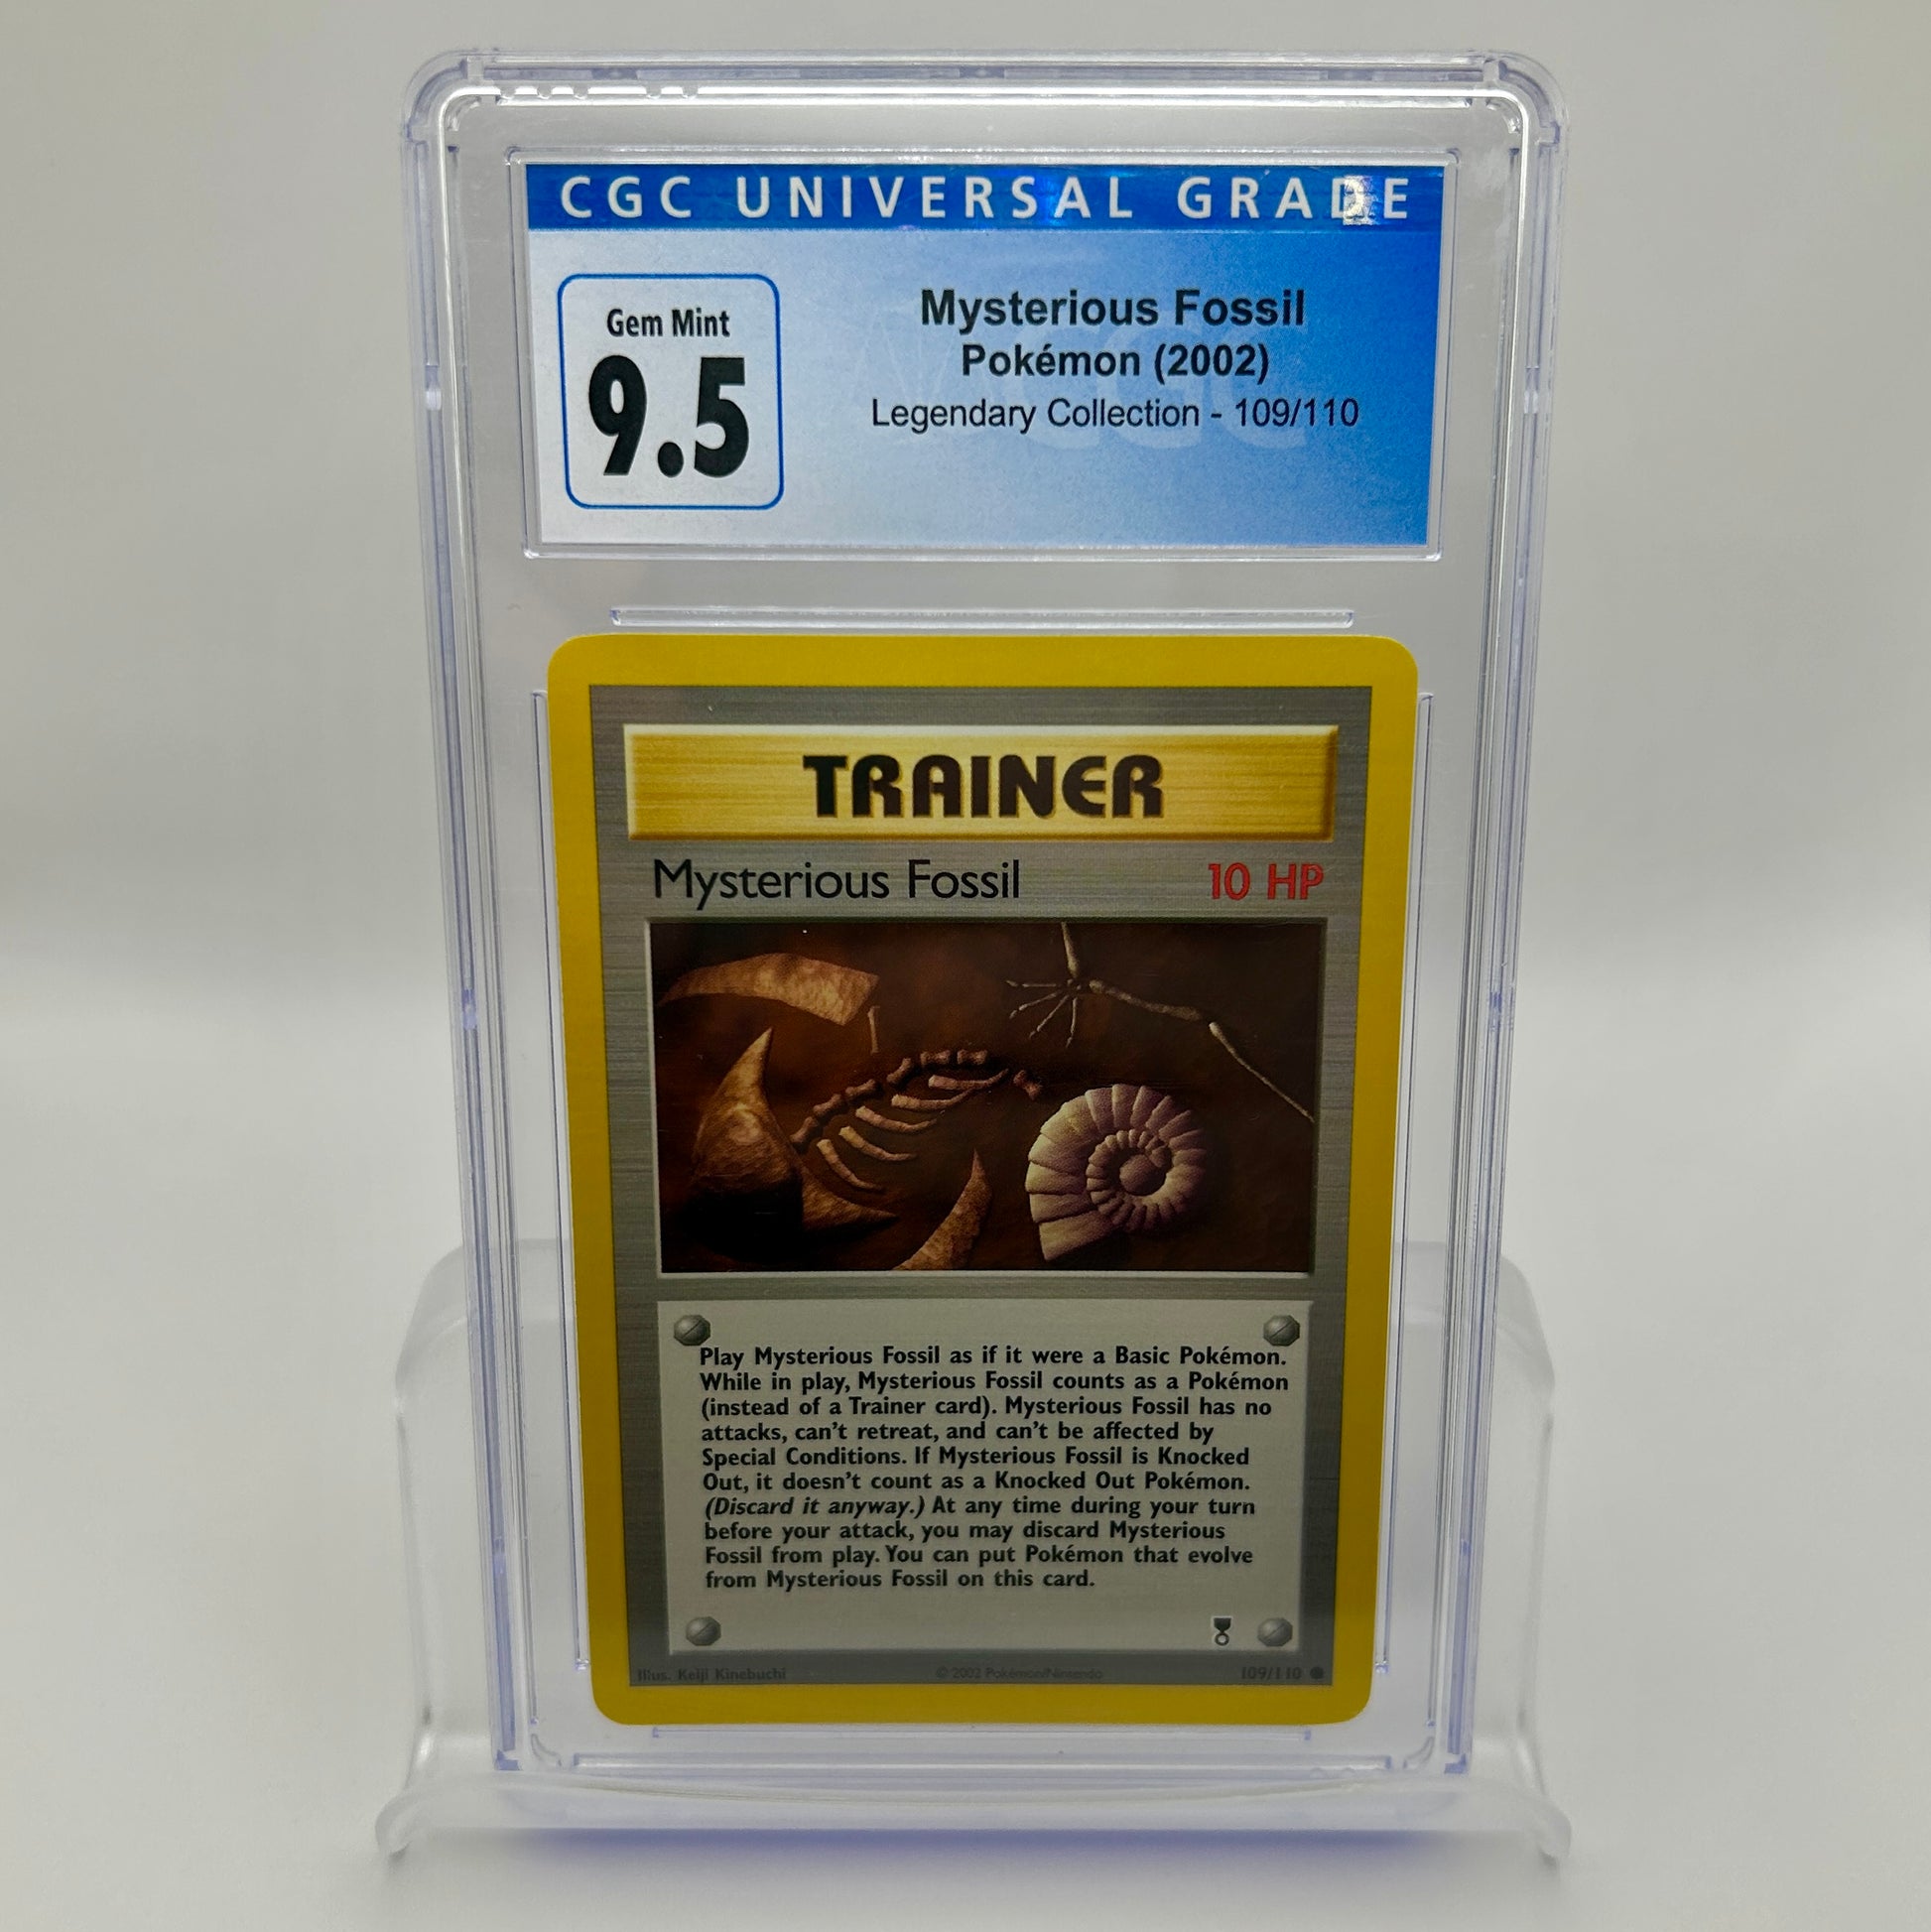 CGC UNIVERSAL GRADE
Gem Mint
9.5
Mysterious Fossil
Pokémon (2002)
Legendary Collection - 109/110
TRAINER
Mysterious Fossil 10 HP
Play Mysterious Fossil as if it were a Basic Pokémon.
While in play, Mysterious Fossil counts as a Pokémon
(instead of a Trainer card). Mysterious Fossil has no
attacks, can't retreat, and can't be affected by
Special Conditions. If Mysterious Fossil is Knocked
Out, it doesn't count as a Knocked Out Pokémon.
(Discard it anyway.) At any time during your turn
before your attack, you may discard Mysterious
Fossil from play. You can put Pokémon that evolve
from Mysterious Fossil on this card.
Illus. Keiji Kinebuchi © 2002 Pokémon/Nintendo 109/110